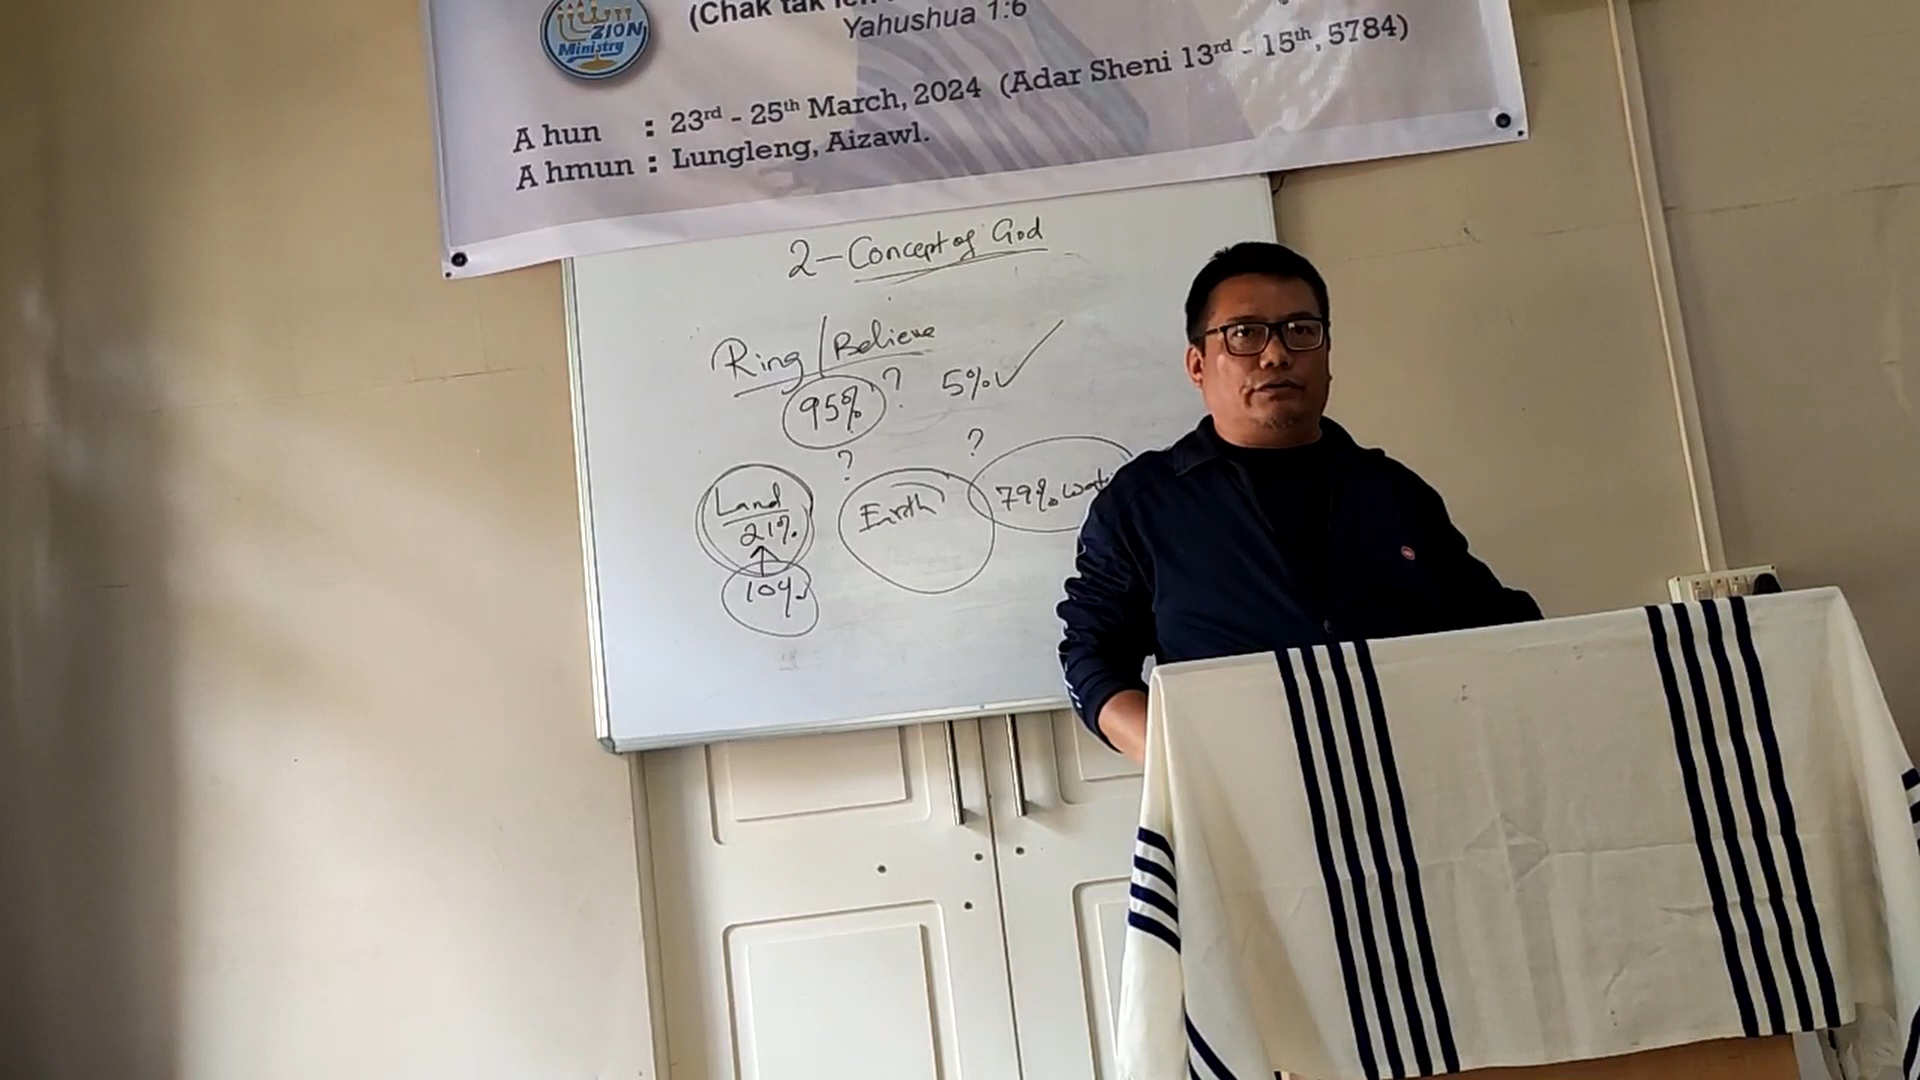 ZION
Ministry
(Chak tak
Yahushua 1:6
A hun : 23rd - 25th March, 2024 (Adar Sheni 13rd - 15th, 5784)
A hmun : Lungleng, Aizawl.
2-Concept of God
Ring/Believe
95% ? 5% ✓
? ?
Land
21%
Earth
79%
10%